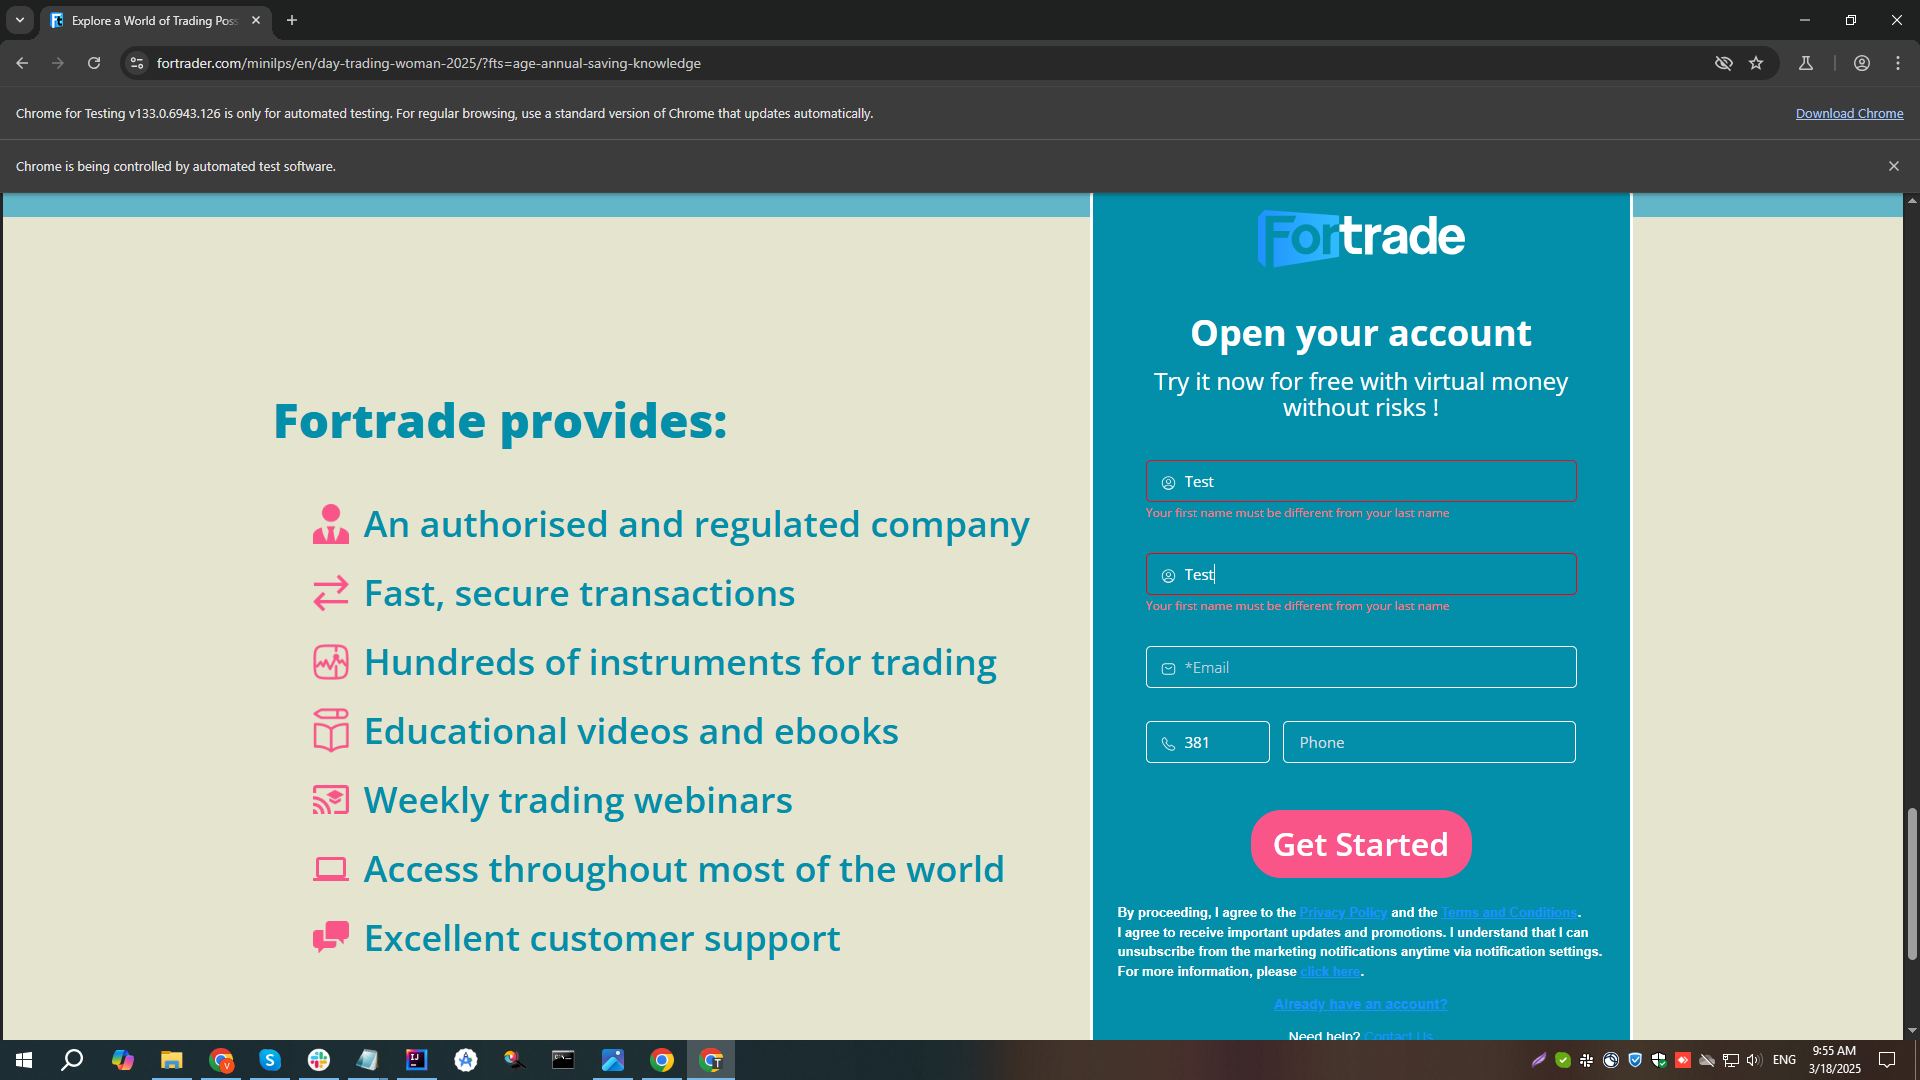 Explore a World of Trading Poss
fortrader.com/minilps/en/day-trading-woman-2025/?fts=age-annual-saving-knowledge
Chrome for Testing v133.0.6943.126 is only for automated testing. For regular browsing, use a standard version of Chrome that updates automatically.
Download Chrome
Chrome is being controlled by automated test software.
Fortrade
Open your account
Try it now for free with virtual money
without risks !
Test
Your first name must be different from your last name
Test
Your first name must be different from your last name
*Email
381
Phone
Get Started
By proceeding, I agree to the Privacy Policy and the Terms and Conditions.
I agree to receive important updates and promotions. I understand that I can
unsubscribe from the marketing notifications anytime via notification settings.
For more information, please click here.
Already have an account?
Need help? Contact Us
Fortrade provides:
An authorised and regulated company
Fast, secure transactions
Hundreds of instruments for trading
Educational videos and ebooks
Weekly trading webinars
Access throughout most of the world
Excellent customer support
ENG
9:55 AM
3/18/2025